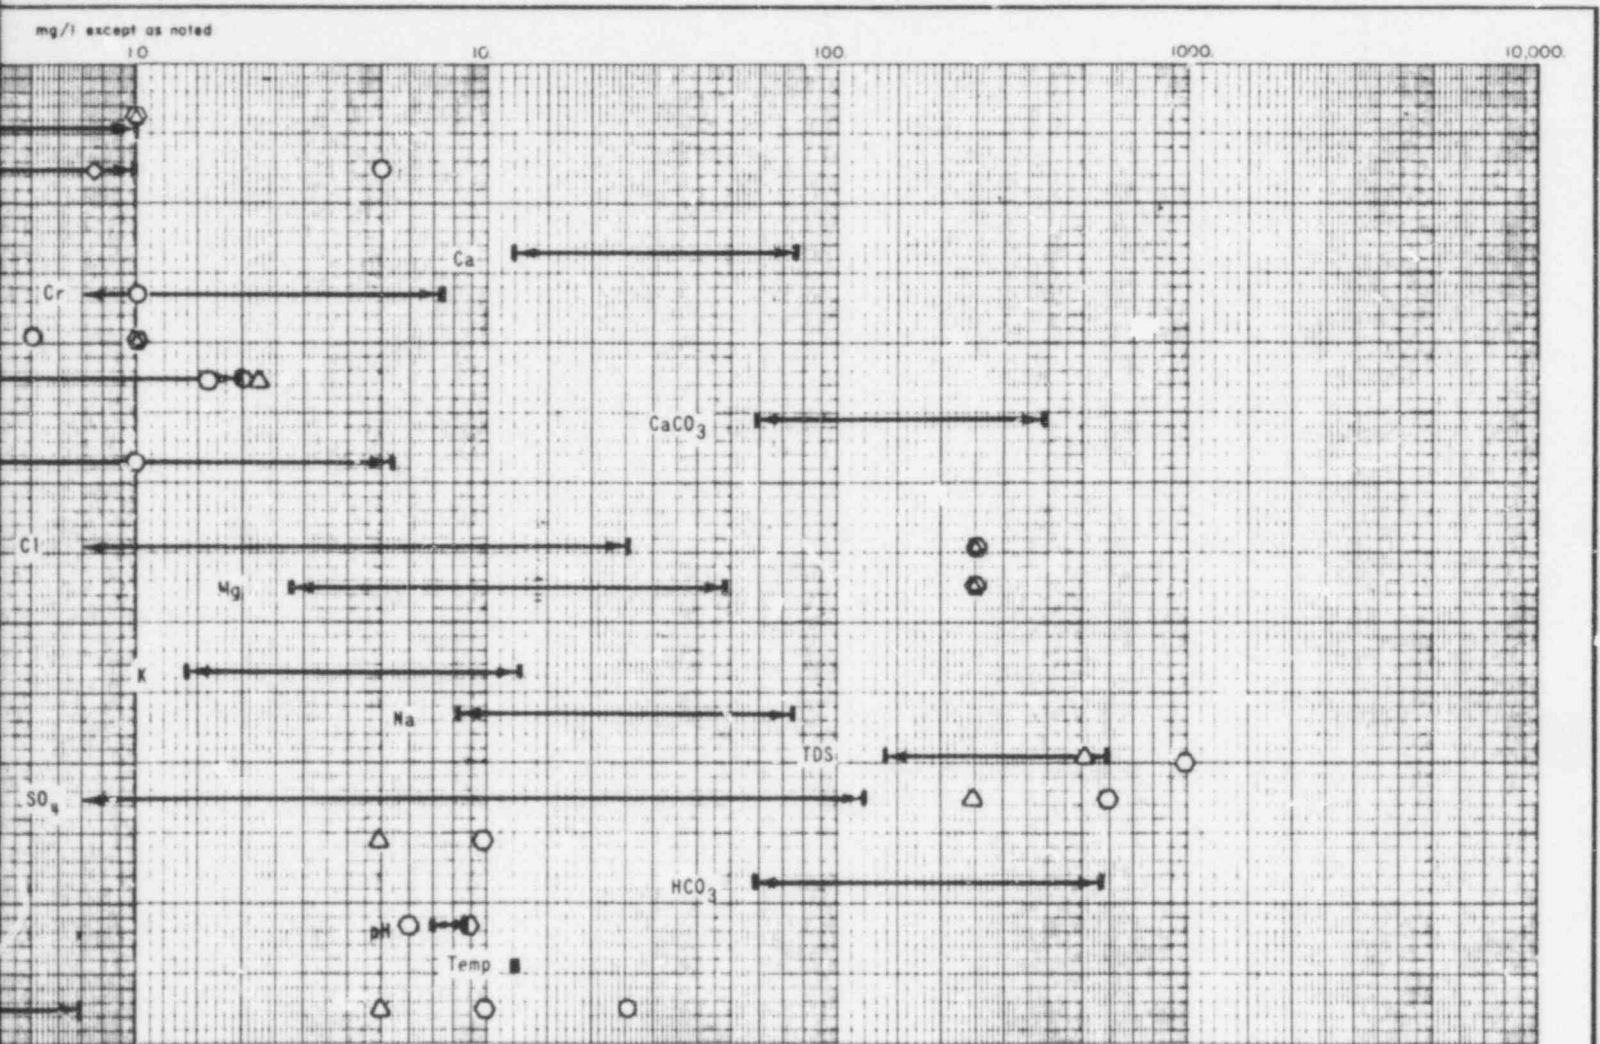 mg/l except as noted
1.0 10. 100. 1000. 10,000.
Ca
Cr
CaCO3
Cl
Mg
K
Na
TDS
SO4
HCO3
pH
Temp